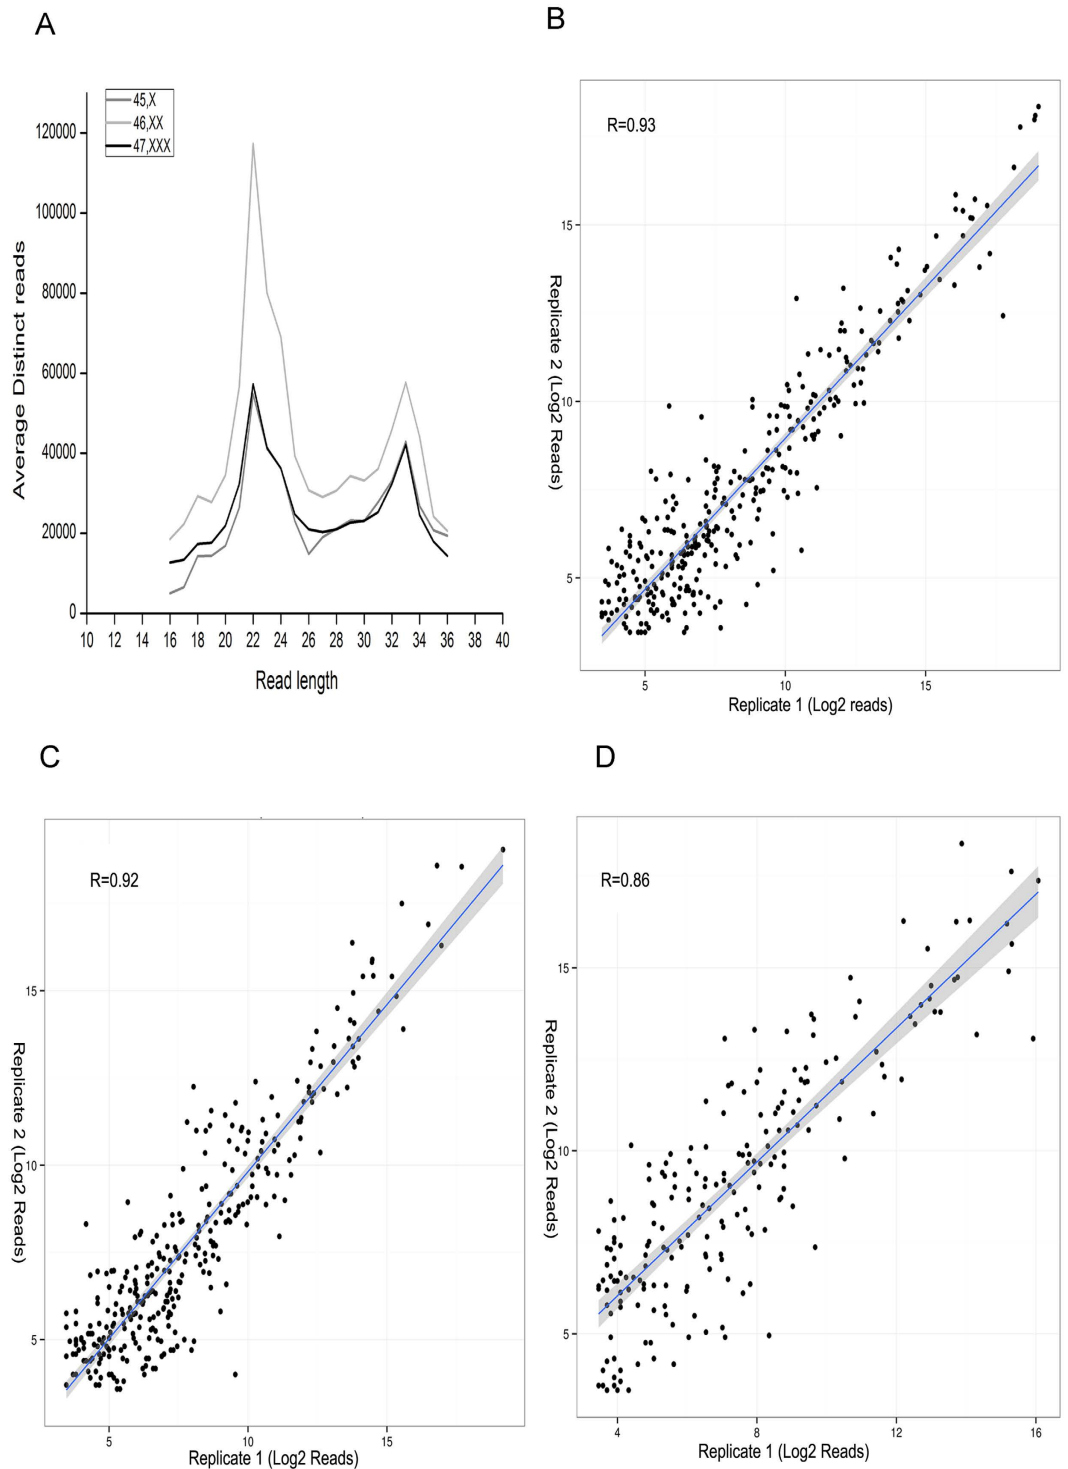 A
45,X
46,XX
47,XXX
120000
100000
80000
60000
40000
20000
0
10 12 14 16 18 20 22 24 26 28 30 32 34 36 38 40
Average Distinct reads
Read length
B
R=0.93
15
10
5
5 10 15
Replicate 2 (Log2 Reads)
Replicate 1 (Log2 reads)
C
R=0.92
15
10
5
5 10 15
Replicate 2 (Log2 Reads)
Replicate 1 (Log2 Reads)
D
R=0.86
15
10
5
4 8 12 16
Replicate 2 (Log2 Reads)
Replicate 1 (Log2 Reads)